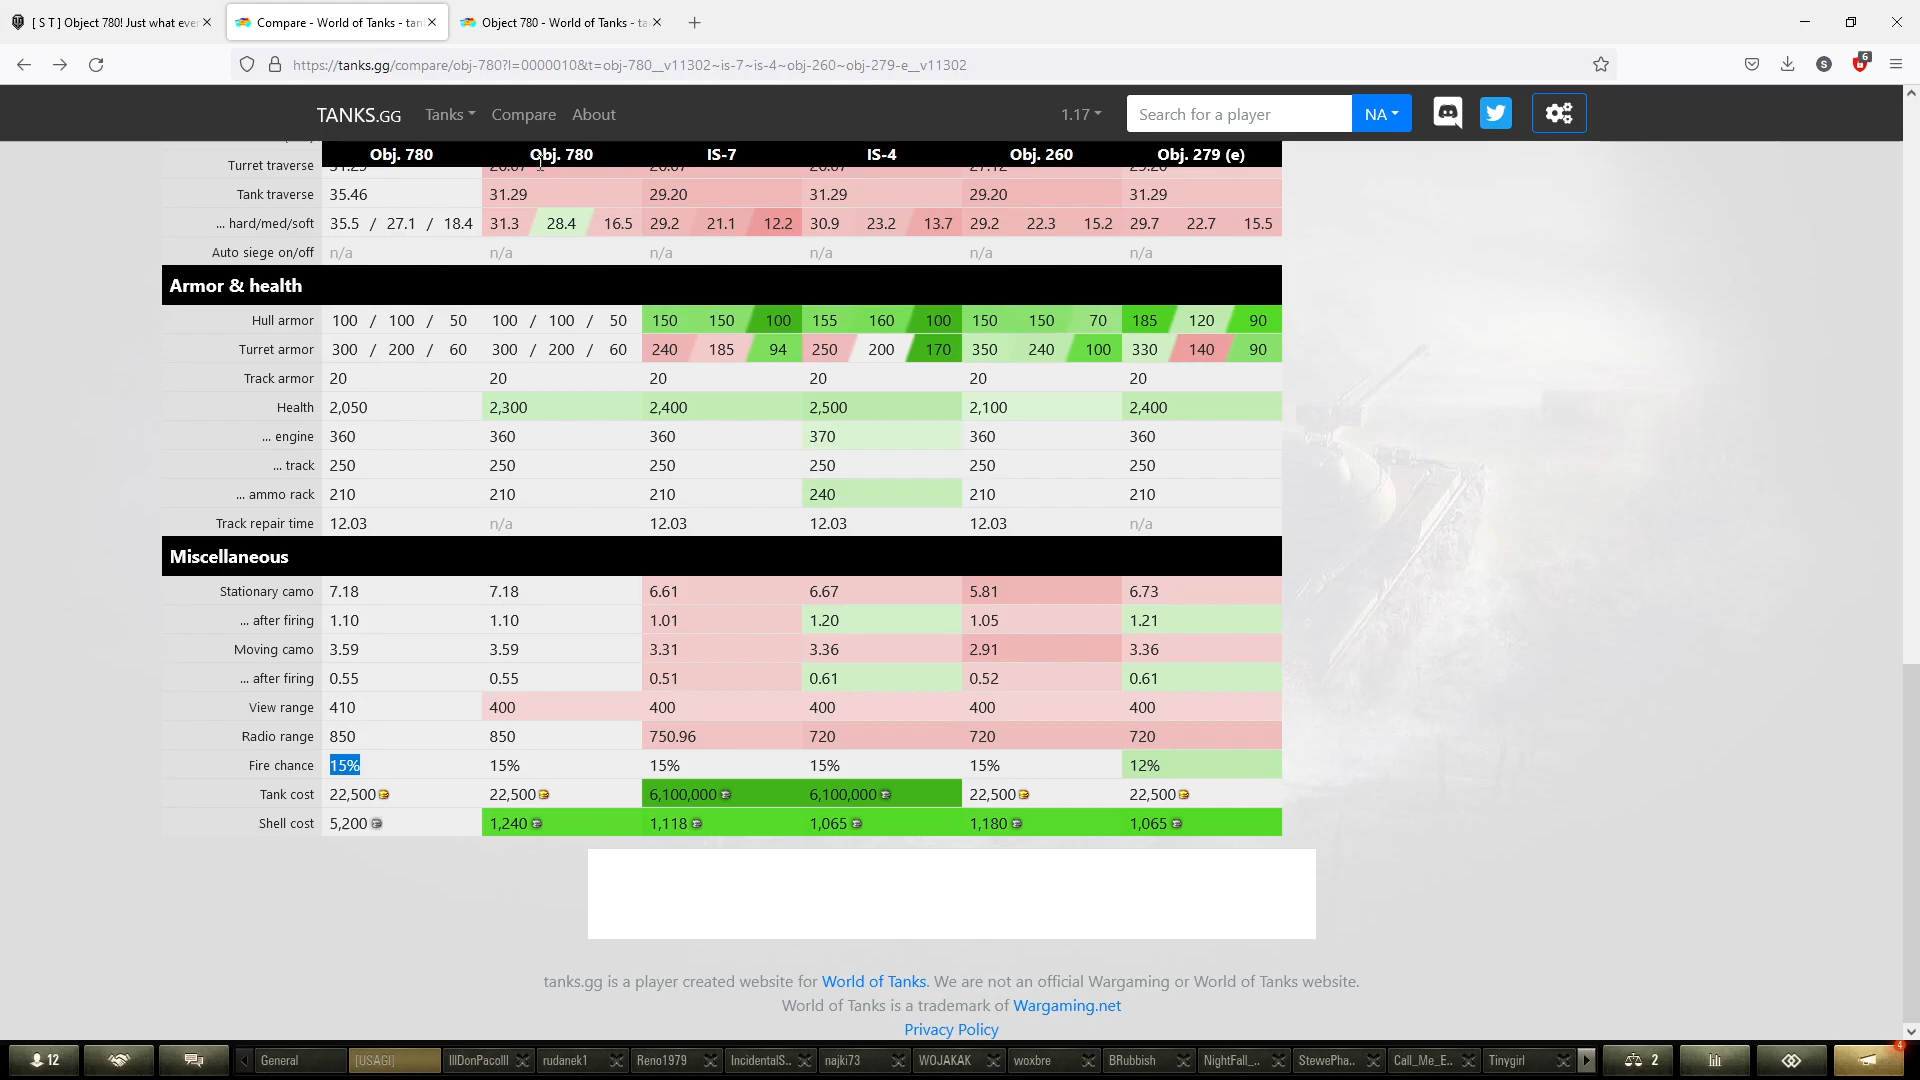 [ S T ] Object 780! Just what eve
Compare - World of Tanks - tan
Object 780 - World of Tanks - ta
https://tanks.gg/compare/obj-780?l=0000010&t=obj-780__v11302~is-7~is-4~obj-260~obj-279-e__v11302
6
TANKS.GG Tanks Compare About 1.17 Search for a player NA
Obj. 780 Obj. 780 IS-7 IS-4 Obj. 260 Obj. 279 (e)
Turret traverse 31.29 26.07 26.07 26.07 27.12 29.20
Tank traverse 35.46 31.29 29.20 31.29 29.20 31.29
... hard/med/soft 35.5 / 27.1 / 18.4 31.3 28.4 16.5 29.2 21.1 12.2 30.9 23.2 13.7 29.2 22.3 15.2 29.7 22.7 15.5
Auto siege on/off n/a n/a n/a n/a n/a n/a
Armor & health
Hull armor 100 / 100 / 50 100 / 100 / 50 150 150 100 155 160 100 150 150 70 185 120 90
Turret armor 300 / 200 / 60 300 / 200 / 60 240 185 94 250 200 170 350 240 100 330 140 90
Track armor 20 20 20 20 20 20
Health 2,050 2,300 2,400 2,500 2,100 2,400
... engine 360 360 360 370 360 360
... track 250 250 250 250 250 250
... ammo rack 210 210 210 240 210 210
Track repair time 12.03 n/a 12.03 12.03 12.03 n/a
Miscellaneous
Stationary camo 7.18 7.18 6.61 6.67 5.81 6.73
... after firing 1.10 1.10 1.01 1.20 1.05 1.21
Moving camo 3.59 3.59 3.31 3.36 2.91 3.36
... after firing 0.55 0.55 0.51 0.61 0.52 0.61
View range 410 400 400 400 400 400
Radio range 850 850 750.96 720 720 720
Fire chance 15% 15% 15% 15% 15% 12%
Tank cost 22,500 22,500 6,100,000 6,100,000 22,500 22,500
Shell cost 5,200 1,240 1,118 1,065 1,180 1,065
tanks.gg is a player created website for World of Tanks. We are not an official Wargaming or World of Tanks website.
World of Tanks is a trademark of Wargaming.net
Privacy Policy
12 General [USAGI] IIIDonPacoIII rudanek1 Reno1979 IncidentalS.. najki73 WOJAKAK woxbre BRubbish NightFall_.. StewePha.. Call_Me_E.. Tinygirl 2 4